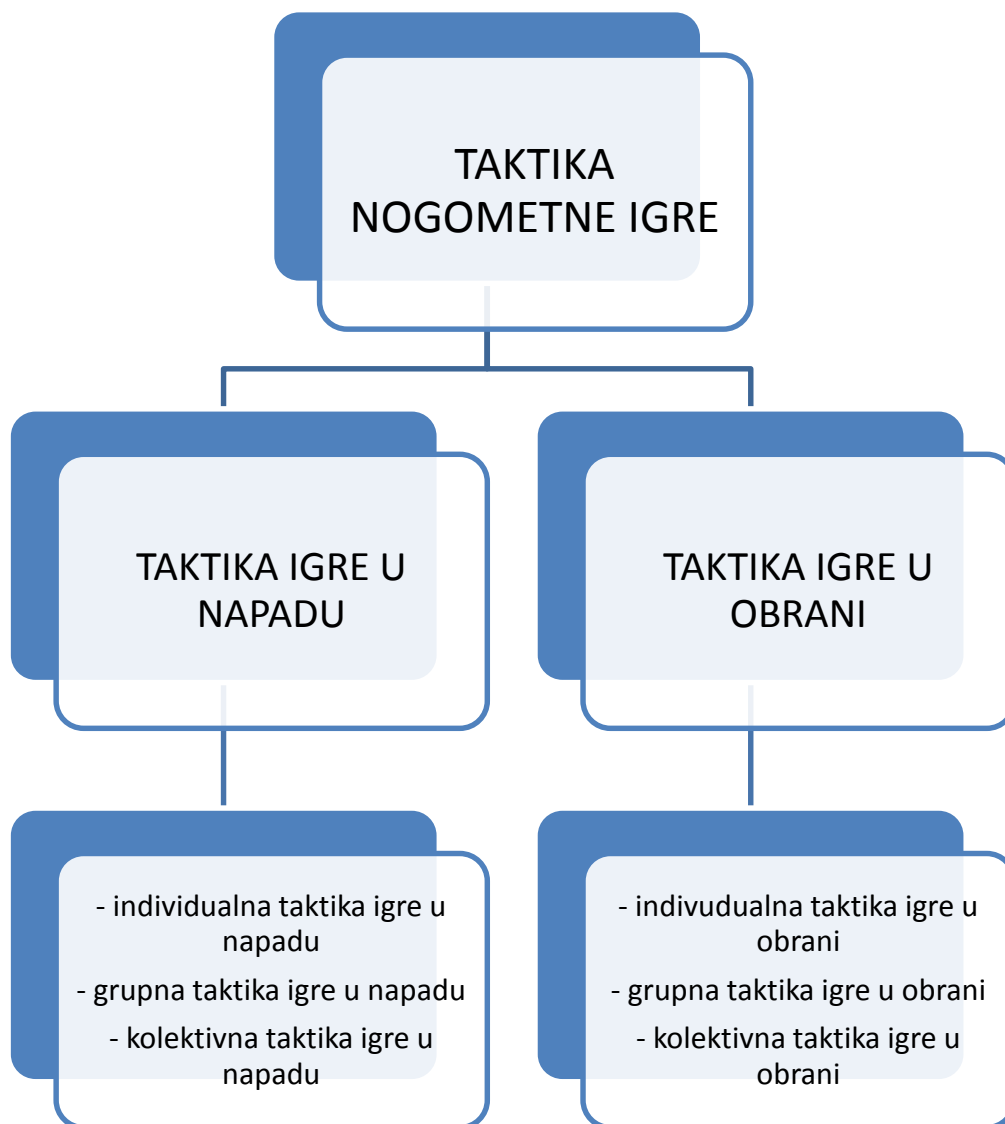 TAKTIKA
NOGOMETNE IGRE
TAKTIKA IGRE U
NAPADU
TAKTIKA IGRE U
OBRANI
- individualna taktika igre u
napadu
- grupna taktika igre u napadu
- kolektivna taktika igre u
napadu
- indivudualna taktika igre u
obrani
- grupna taktika igre u obrani
- kolektivna taktika igre u
obrani